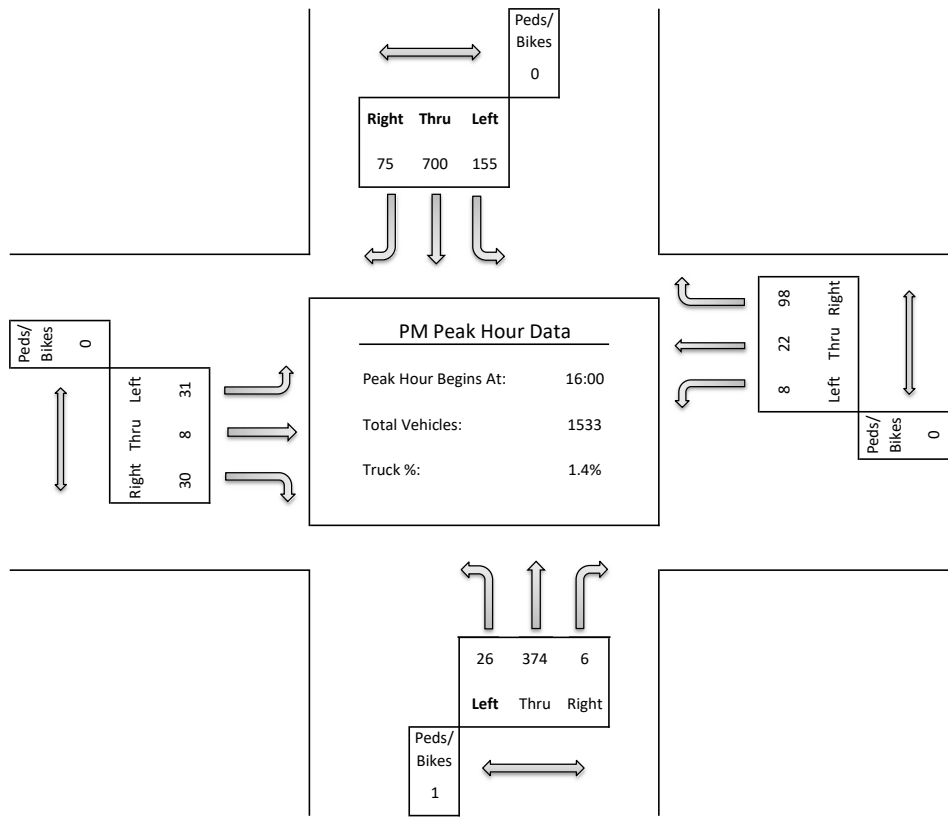 Peds/
Bikes
0
Right Thru Left
75 700 155
Peds/
Bikes
0
Left 31
Thru 8
Right 30
PM Peak Hour Data
Peak Hour Begins At: 16:00
Total Vehicles: 1533
Truck %: 1.4%
98 Right
22 Thru
8 Left
Peds/
Bikes
0
26 374 6
Left Thru Right
Peds/
Bikes
1